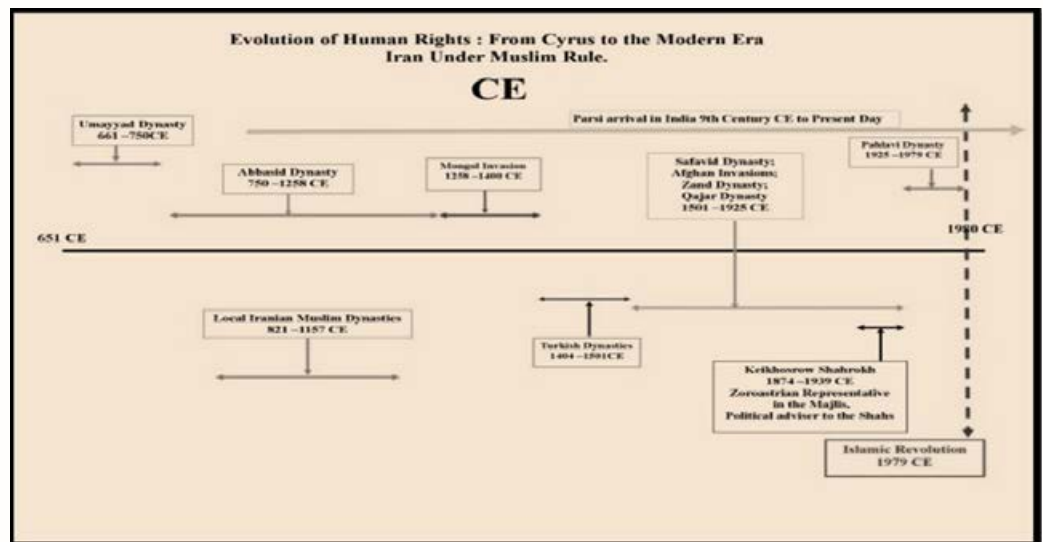 Evolution of Human Rights : From Cyrus to the Modern Era
Iran Under Muslim Rule.
CE
Umayyad Dynasty
661 –750CE
Parsi arrival in India 9th Century CE to Present Day
Abbasid Dynasty
750 –1258 CE
Mongol Invasion
1258 –1400 CE
Safavid Dynasty;
Afghan Invasions;
Zand Dynasty;
Qajar Dynasty
1501 –1925 CE
Pahlavi Dynasty
1925 –1979 CE
651 CE
1980 CE
Local Iranian Muslim Dynasties
821 –1157 CE
Turkish Dynasties
1404 –1501CE
Keikhosrow Shahrokh
1874 –1939 CE
Zoroastrian Representative
in the Majlis,
Political adviser to the Shahs
Islamic Revolution
1979 CE